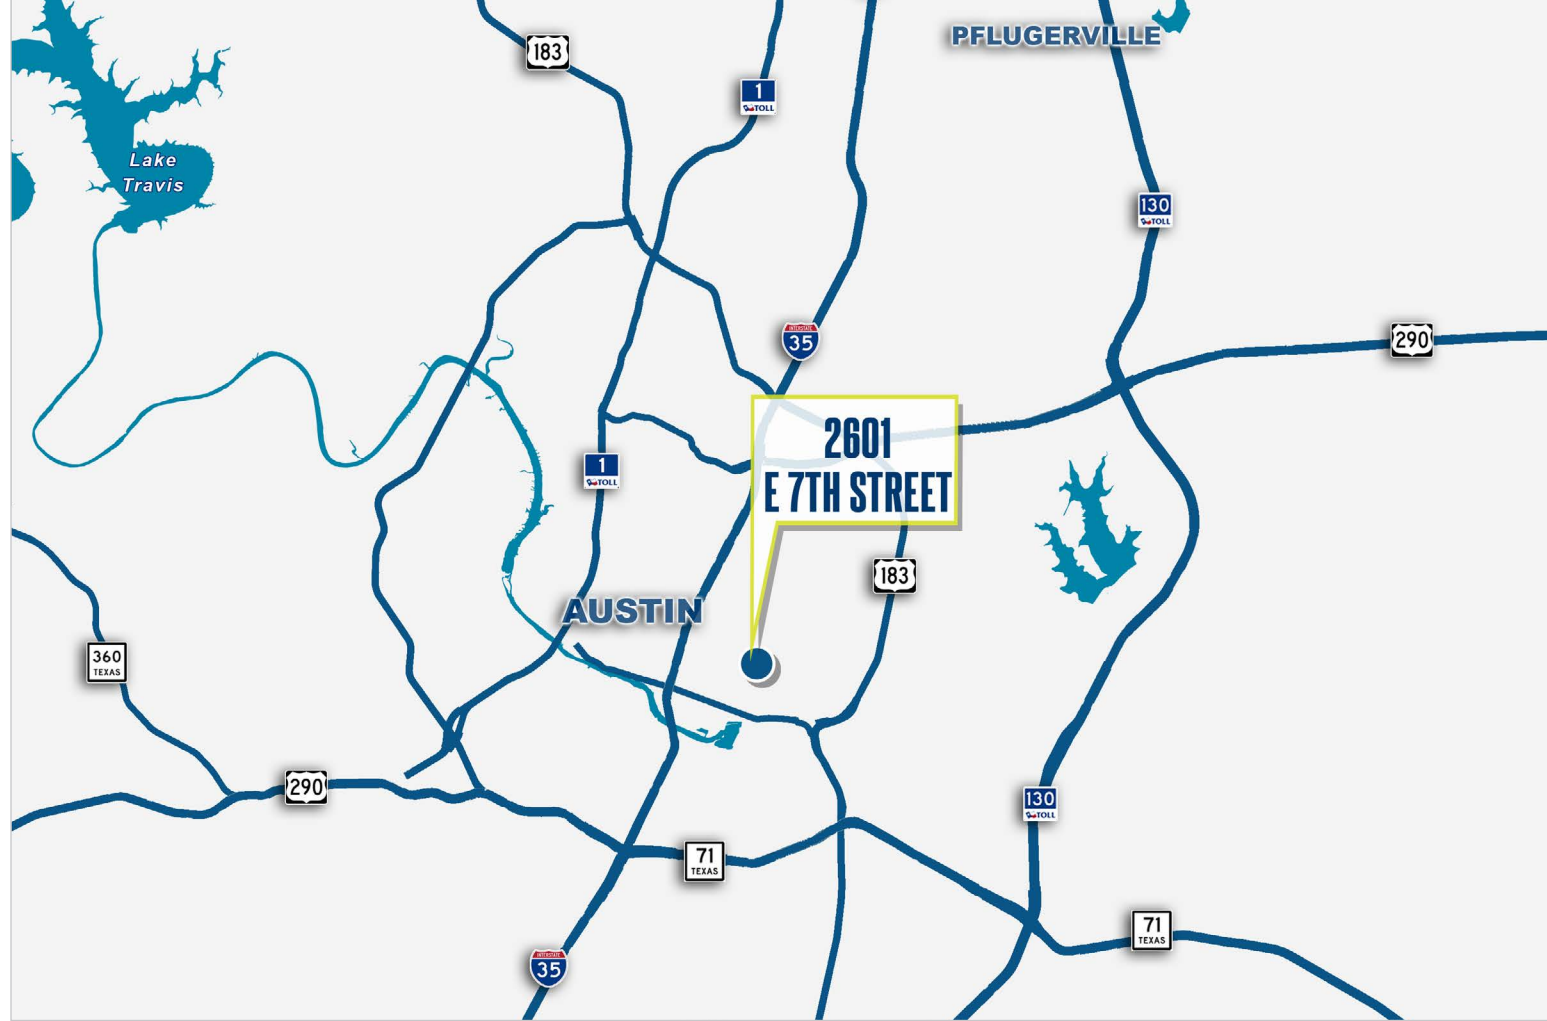 PFLUGERVILLE
183
1
TOLL
Lake
Travis
130
TOLL
INTERSTATE
35
290
2601
E 7TH STREET
1
TOLL
183
AUSTIN
360
TEXAS
290
130
TOLL
71
TEXAS
71
TEXAS
INTERSTATE
35